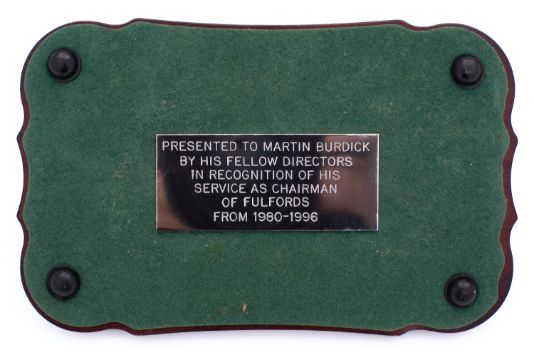 PRESENTED TO MARTIN BURDICK
BY HIS FELLOW DIRECTORS
IN RECOGNITION OF HIS
SERVICE AS CHAIRMAN
OF FULFORDS
FROM 1980-1996